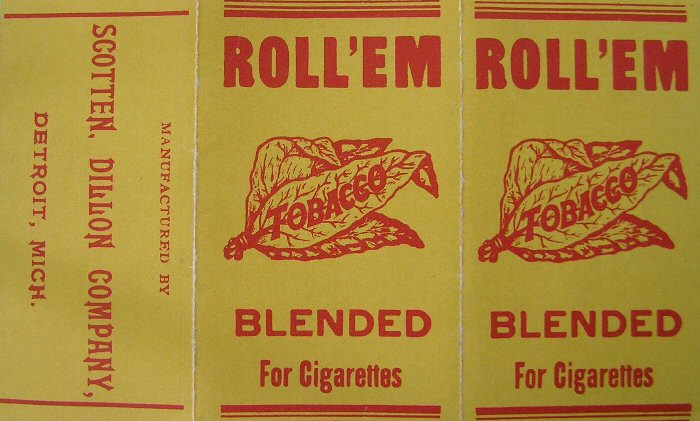 MANUFACTURED BY
SCOTTEN, DILLON COMPANY,
DETROIT, MICH.
ROLL'EM
TOBACCO
BLENDED
For Cigarettes
ROLL'EM
TOBACCO
BLENDED
For Cigarettes